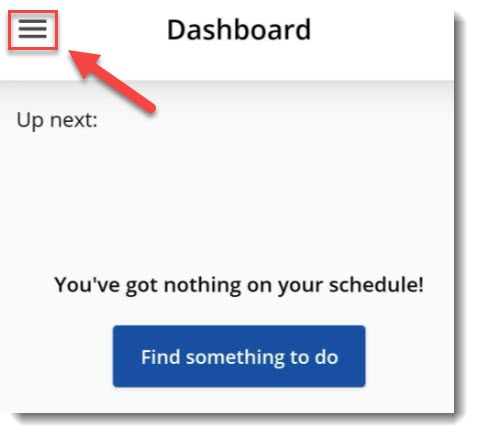 Dashboard
Up next:
You've got nothing on your schedule!
Find something to do